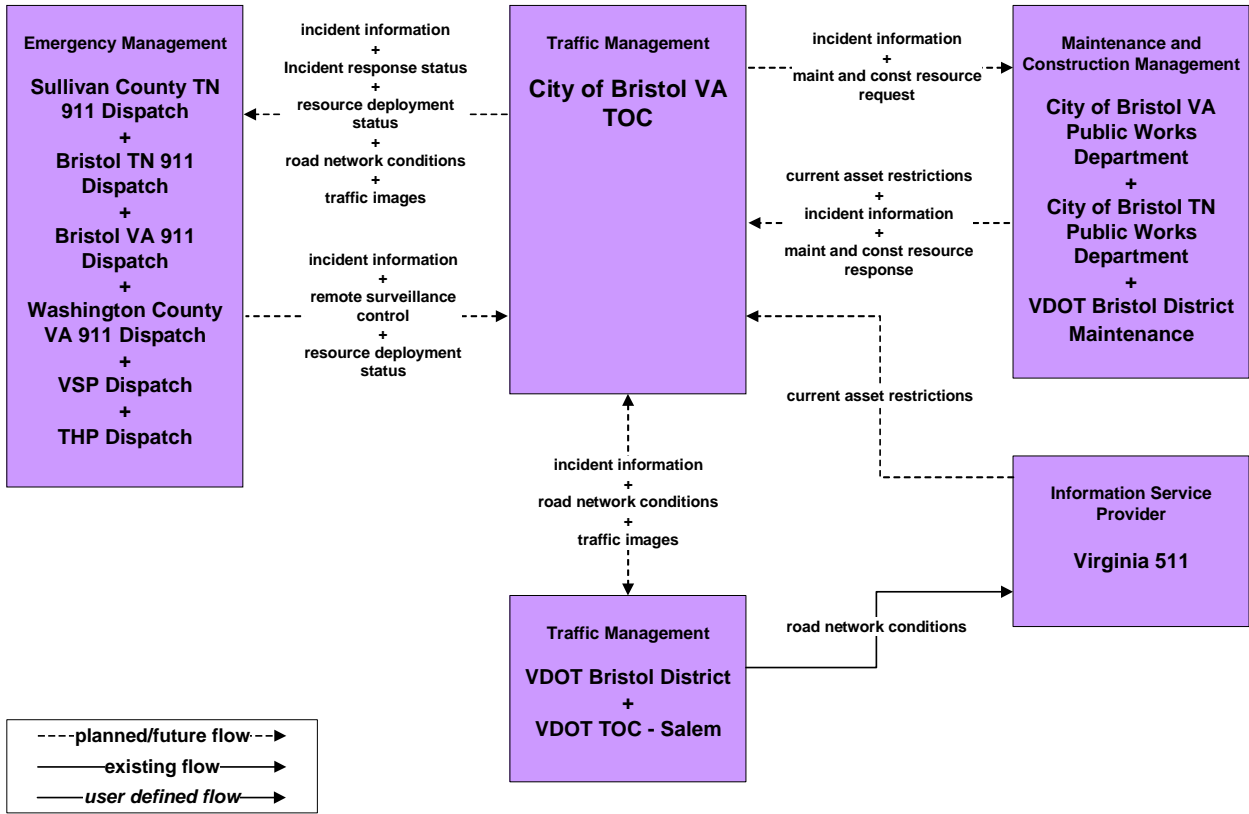 Emergency Management
Sullivan County TN
911 Dispatch
+
Bristol TN 911
Dispatch
+
Bristol VA 911
Dispatch
+
Washington County
VA 911 Dispatch
+
VSP Dispatch
+
THP Dispatch
incident information
+
Incident response status
+
resource deployment
status
+
road network conditions
+
traffic images
incident information
+
remote surveillance
control
+
resource deployment
status
Traffic Management
City of Bristol VA
TOC
incident information
+
maint and const resource
request
current asset restrictions
+
incident information
+
maint and const resource
response
Maintenance and
Construction Management
City of Bristol VA
Public Works
Department
+
City of Bristol TN
Public Works
Department
+
VDOT Bristol District
Maintenance
current asset restrictions
incident information
+
road network conditions
+
traffic images
Information Service
Provider
Virginia 511
Traffic Management
VDOT Bristol District
+
VDOT TOC - Salem
road network conditions
planned/future flow
existing flow
user defined flow